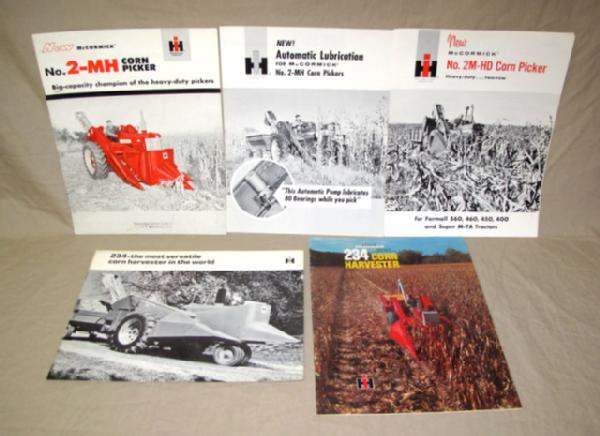 New McCORMICK
No. 2-MH CORN PICKER
Big-capacity champion of the heavy-duty pickers
NEW!
Automatic Lubrication
FOR McCORMICK
No. 2-MH Corn Pickers
"This Automatic Pump lubricates
80 Bearings while you pick"
New
McCORMICK
No. 2M-HD Corn Picker
For Farmall 560, 460, 450, 400
and Super M-TA Tractors
234-the most versatile
corn harvester in the world
234 CORN
HARVESTER